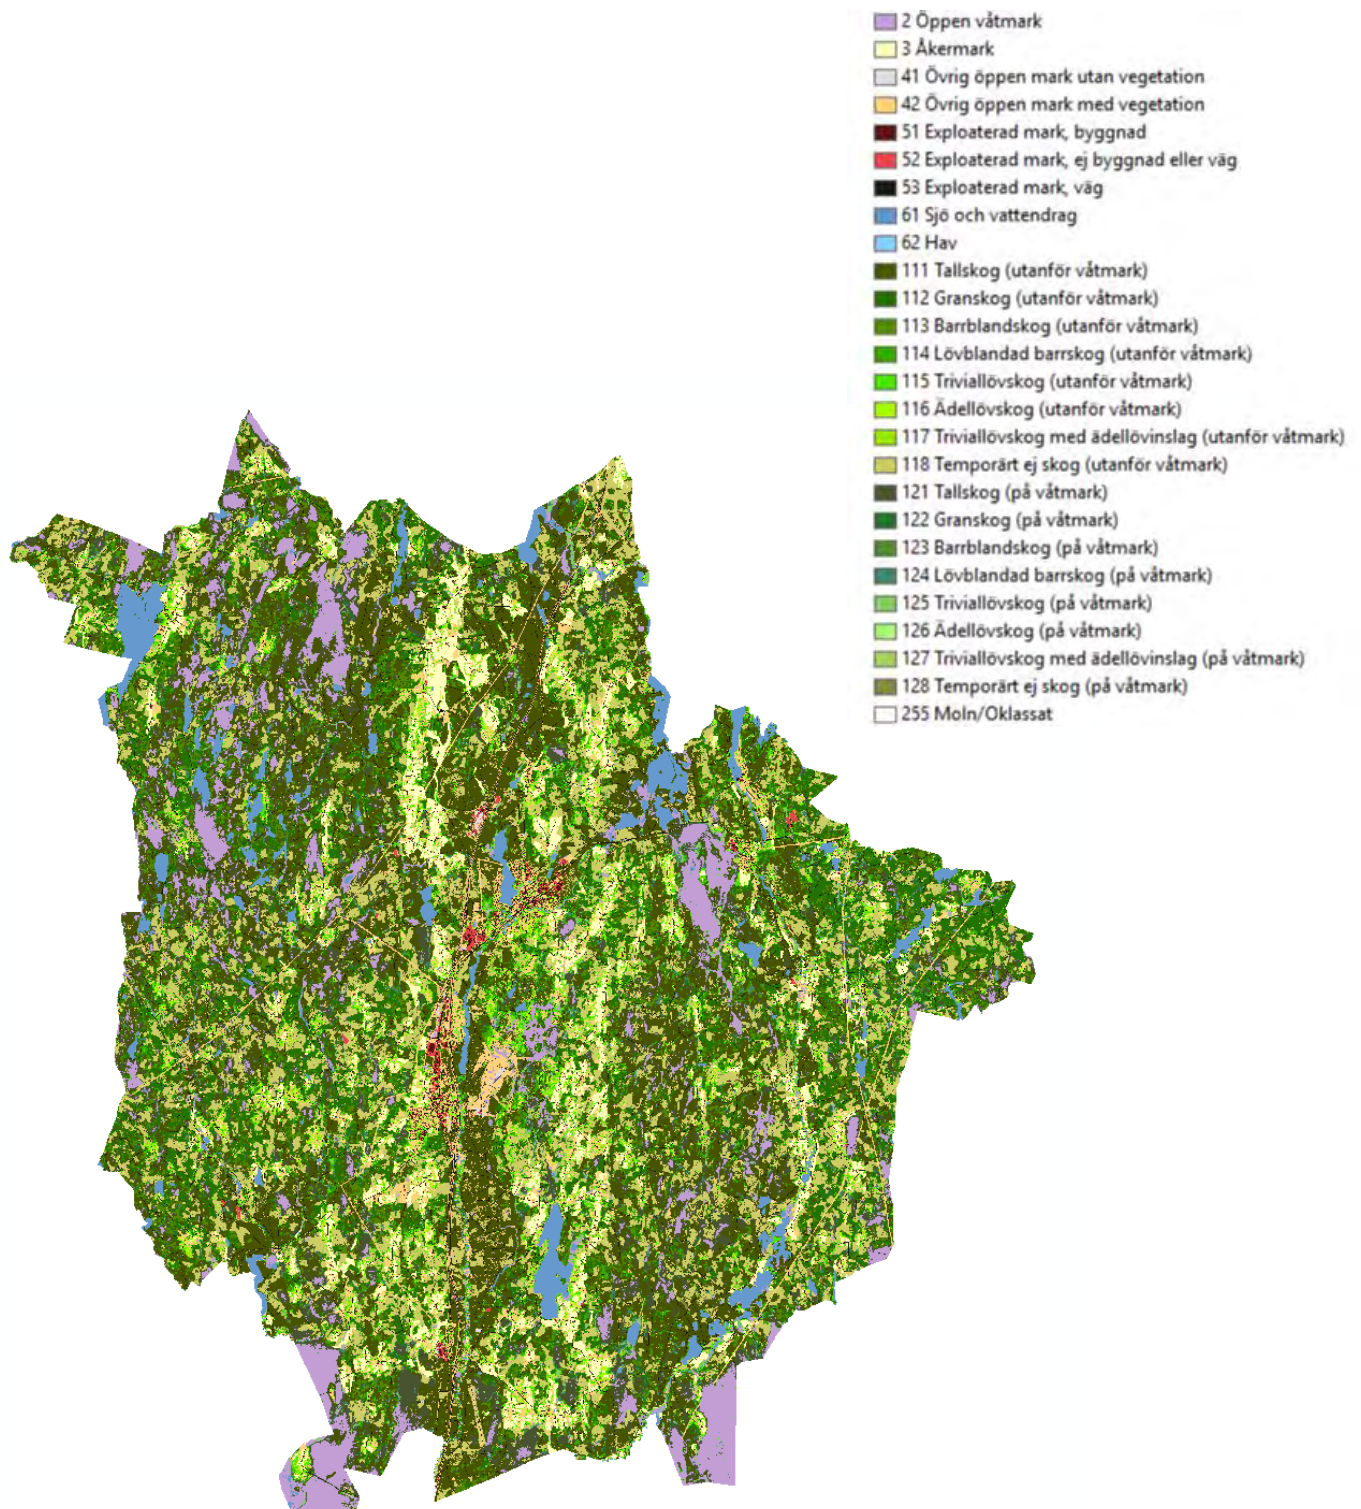 2 Öppen våtmark
3 Åkermark
41 Övrig öppen mark utan vegetation
42 Övrig öppen mark med vegetation
51 Exploaterad mark, byggnad
52 Exploaterad mark, ej byggnad eller väg
53 Exploaterad mark, väg
61 Sjö och vattendrag
62 Hav
111 Tallskog (utanför våtmark)
112 Granskog (utanför våtmark)
113 Barrblandskog (utanför våtmark)
114 Lövblandad barrskog (utanför våtmark)
115 Triviallövskog (utanför våtmark)
116 Ädellövskog (utanför våtmark)
117 Triviallövskog med ädellövinslag (utanför våtmark)
118 Temporärt ej skog (utanför våtmark)
121 Tallskog (på våtmark)
122 Granskog (på våtmark)
123 Barrblandskog (på våtmark)
124 Lövblandad barrskog (på våtmark)
125 Triviallövskog (på våtmark)
126 Ädellövskog (på våtmark)
127 Triviallövskog med ädellövinslag (på våtmark)
128 Temporärt ej skog (på våtmark)
255 Moln/Oklassat